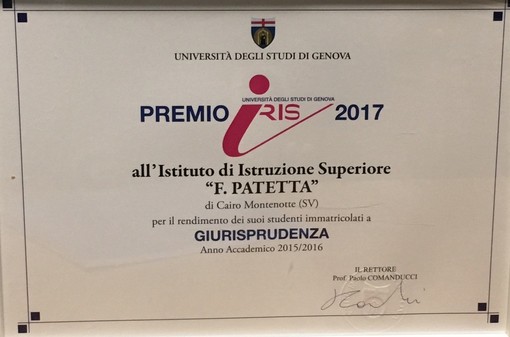 UNIVERSITÀ DEGLI STUDI DI GENOVA
UNIVERSITÀ DEGLI STUDI DI GENOVA
PREMIO iRIS 2017
all'Istituto di Istruzione Superiore
“F. PATETTA”
di Cairo Montenotte (SV)
per il rendimento dei suoi studenti immatricolati a
GIURISPRUDENZA
Anno Accademico 2015/2016
IL RETTORE
Prof. Paolo COMANDUCCI